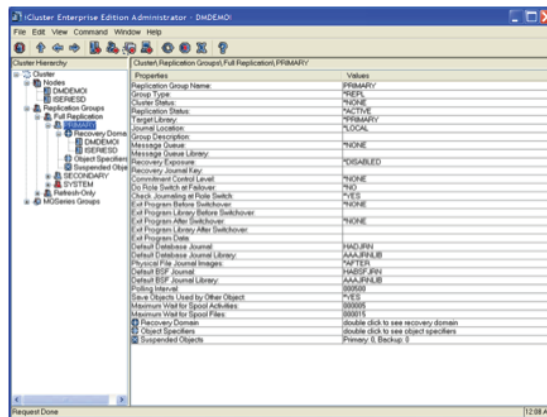 iCluster Enterprise Edition Administrator - DMDEMOI
File Edit View Command Window Help
Cluster Hierarchy
Cluster
Nodes
DMDEMOI
ISERIESD
Replication Groups
Full Replication
PRIMARY
Recovery Doma
DMDEMOI
ISERIESD
Object Specifiers
Suspended Obje
SECONDARY
SYSTEM
Refresh-Only
MQSeries Groups
Cluster\Replication Groups\Full Replication\PRIMARY
Properties Values
Replication Group Name: PRIMARY
Group Type: *REPL
Cluster Status: *NONE
Replication Status: *ACTIVE
Target Library: *PRIMARY
Journal Location: *LOCAL
Group Description:
Message Queue: *NONE
Message Queue Library:
Recovery Exposure: *DISABLED
Recovery Journal Key:
Commitment Control Level: *NONE
Do Role Switch at Failover: *NO
Check Journaling at Role Switch: *YES
Exit Program Before Switchover: *NONE
Exit Program Library Before Switchover:
Exit Program After Switchover: *NONE
Exit Program Library After Switchover:
Exit Program Data:
Default Database Journal: HADJRN
Default Database Journal Library: AAAJRNLIB
Physical File Journal Images: *AFTER
Default BSF Journal: HABSFJRN
Default BSF Journal Library: AAAJRNLIB
Polling Interval: 000500
Save Objects Used by Other Object: *YES
Maximum Wait for Spool Activities: 000005
Maximum Wait for Spool Files: 000015
Recovery Domain double click to see recovery domain
Object Specifiers double click to see object specifiers
Suspended Objects Primary: 0, Backup: 0
Request Done 12:08 A